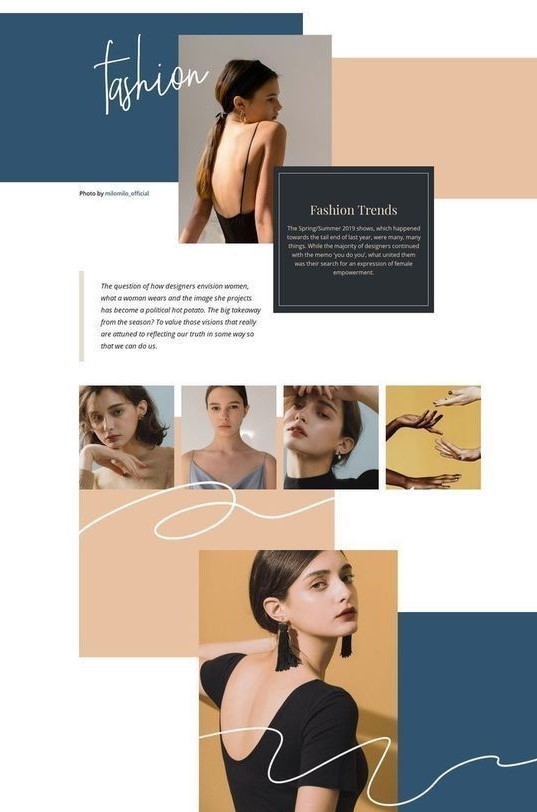 fashion
Photo by milomilo_official
Fashion Trends
The Spring/Summer 2019 shows, which happened
towards the tail end of last year, were many, many
things. While the majority of designers continued
with the memo 'you do you', what united them
was their search for an expression of female
empowerment.
The question of how designers envision women,
what a woman wears and the image she projects
has become a political hot potato. The big takeaway
from the season? To value those visions that really
are attuned to reflecting our truth in some way so
that we can do us.